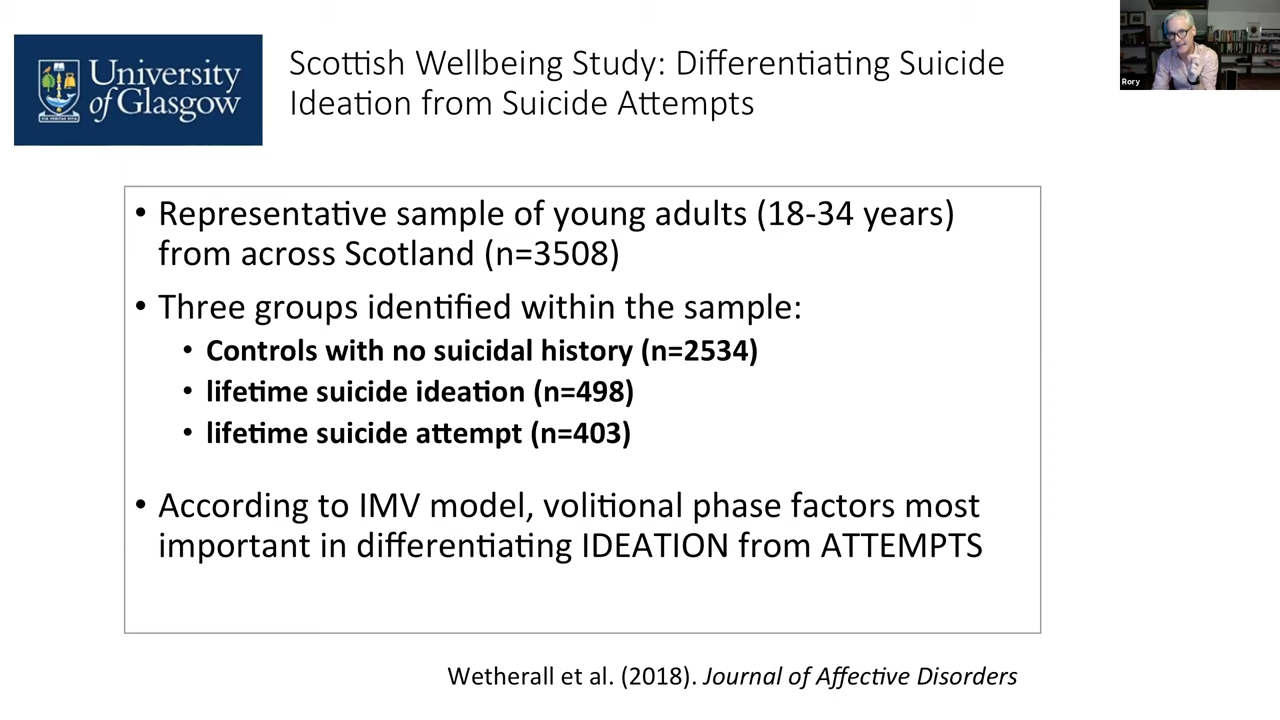 University
of Glasgow
Scottish Wellbeing Study: Differentiating Suicide
Ideation from Suicide Attempts
Rory
• Representative sample of young adults (18-34 years)
from across Scotland (n=3508)
• Three groups identified within the sample:
• Controls with no suicidal history (n=2534)
• lifetime suicide ideation (n=498)
• lifetime suicide attempt (n=403)
• According to IMV model, volitional phase factors most
important in differentiating IDEATION from ATTEMPTS
Wetherall et al. (2018). Journal of Affective Disorders